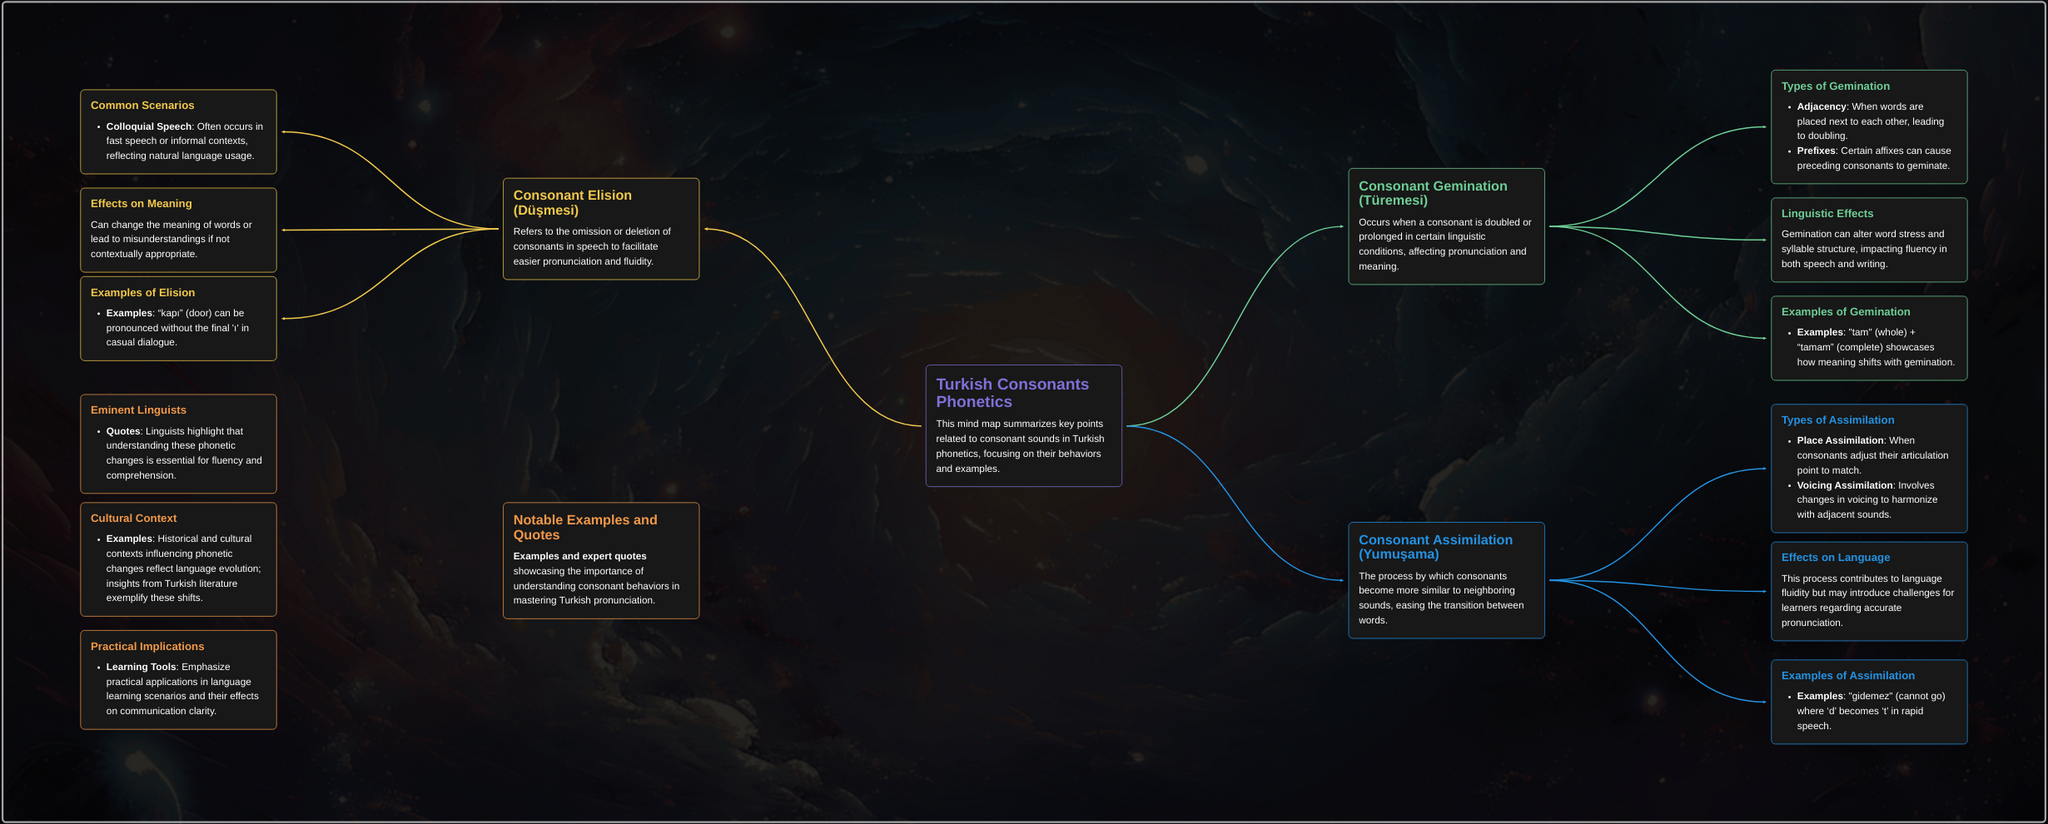 Turkish Consonants
Phonetics
This mind map summarizes key points
related to consonant sounds in Turkish
phonetics, focusing on their behaviors
and examples.
Consonant Elision
(Düşmesi)
Refers to the omission or deletion of
consonants in speech to facilitate
easier pronunciation and fluidity.
Common Scenarios
• Colloquial Speech: Often occurs in
fast speech or informal contexts,
reflecting natural language usage.
Effects on Meaning
Can change the meaning of words or
lead to misunderstandings if not
contextually appropriate.
Examples of Elision
• Examples: “kapı” (door) can be
pronounced without the final ‘ı’ in
casual dialogue.
Notable Examples and
Quotes
Examples and expert quotes
showcasing the importance of
understanding consonant behaviors in
mastering Turkish pronunciation.
Eminent Linguists
• Quotes: Linguists highlight that
understanding these phonetic
changes is essential for fluency and
comprehension.
Cultural Context
• Examples: Historical and cultural
contexts influencing phonetic
changes reflect language evolution;
insights from Turkish literature
exemplify these shifts.
Practical Implications
• Learning Tools: Emphasize
practical applications in language
learning scenarios and their effects
on communication clarity.
Consonant Gemination
(Türemesi)
Occurs when a consonant is doubled or
prolonged in certain linguistic
conditions, affecting pronunciation and
meaning.
Types of Gemination
• Adjacency: When words are
placed next to each other, leading
to doubling.
• Prefixes: Certain affixes can cause
preceding consonants to geminate.
Linguistic Effects
Gemination can alter word stress and
syllable structure, impacting fluency in
both speech and writing.
Examples of Gemination
• Examples: "tam" (whole) +
“tamam” (complete) showcases
how meaning shifts with gemination.
Consonant Assimilation
(Yumuşama)
The process by which consonants
become more similar to neighboring
sounds, easing the transition between
words.
Types of Assimilation
• Place Assimilation: When
consonants adjust their articulation
point to match.
• Voicing Assimilation: Involves
changes in voicing to harmonize
with adjacent sounds.
Effects on Language
This process contributes to language
fluidity but may introduce challenges for
learners regarding accurate
pronunciation.
Examples of Assimilation
• Examples: "gidemez" (cannot go)
where ‘d’ becomes ‘t’ in rapid
speech.